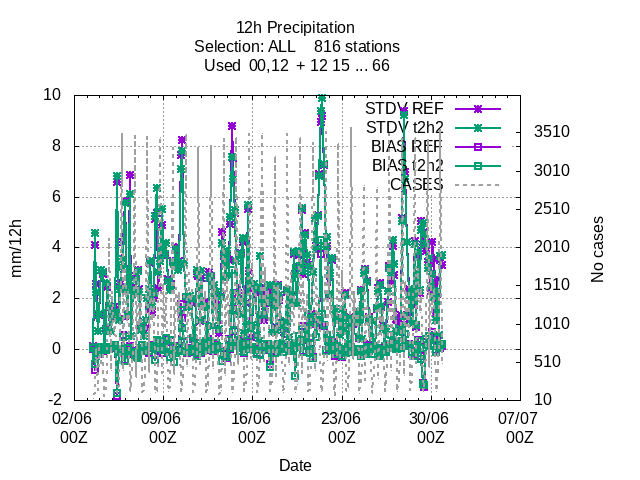 12h Precipitation
Selection: ALL 816 stations
Used 00,12 + 12 15 ... 66
STDV REF
STDV t2h2
BIAS REF
BIAS t2h2
CASES
10
8
6
4
2
0
-2
mm/12h
3510
3010
2510
2010
1510
1010
510
10
No cases
02/06 09/06 16/06 23/06 30/06 07/07
00Z 00Z 00Z 00Z 00Z 00Z
Date